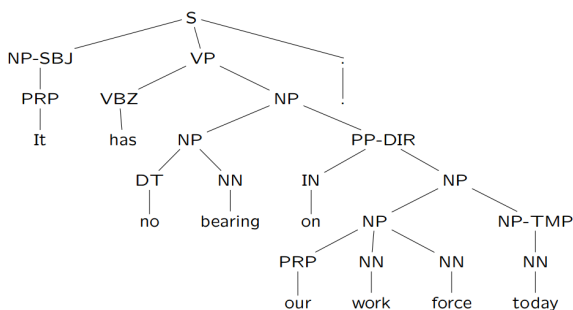 S
NP-SBJ VP .
PRP VBZ NP .
It has NP PP-DIR
DT NN IN NP
no bearing on NP NP-TMP
PRP NN NN NN
our work force today